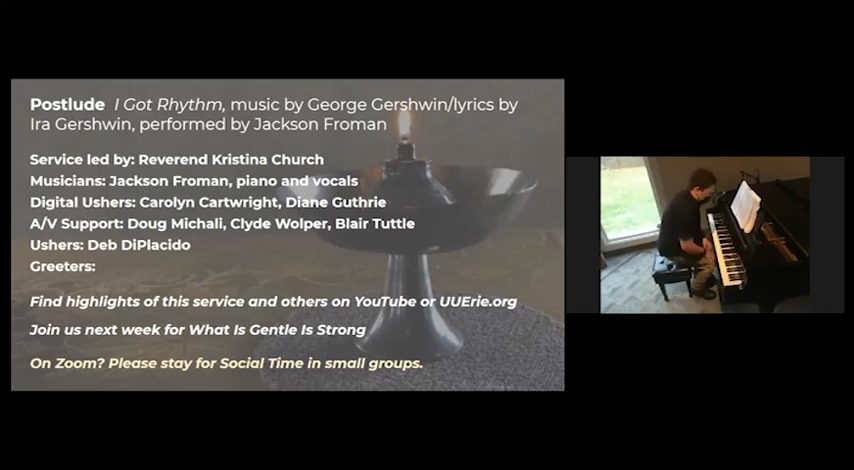 Postlude I Got Rhythm, music by George Gershwin/lyrics by
Ira Gershwin, performed by Jackson Froman
Service led by: Reverend Kristina Church
Musicians: Jackson Froman, piano and vocals
Digital Ushers: Carolyn Cartwright, Diane Guthrie
A/V Support: Doug Michali, Clyde Wolper, Blair Tuttle
Ushers: Deb DiPlacido
Greeters:
Find highlights of this service and others on YouTube or UUErie.org
Join us next week for What Is Gentle Is Strong
On Zoom? Please stay for Social Time in small groups.